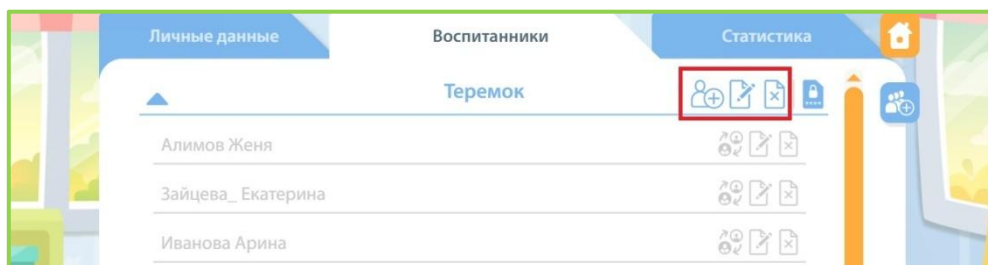 Личные данные Воспитанники Статистика
Теремок
Алимов Женя
Зайцева_ Екатерина
Иванова Арина